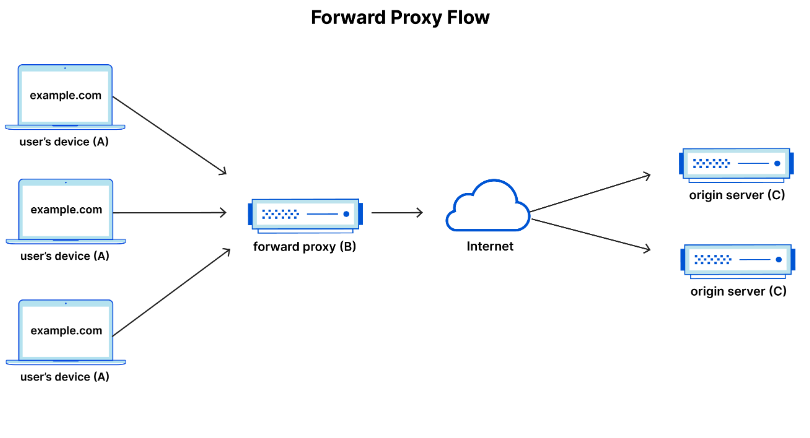 Forward Proxy Flow
example.com
user's device (A)
example.com
user's device (A)
example.com
user's device (A)
forward proxy (B)
Internet
origin server (C)
origin server (C)